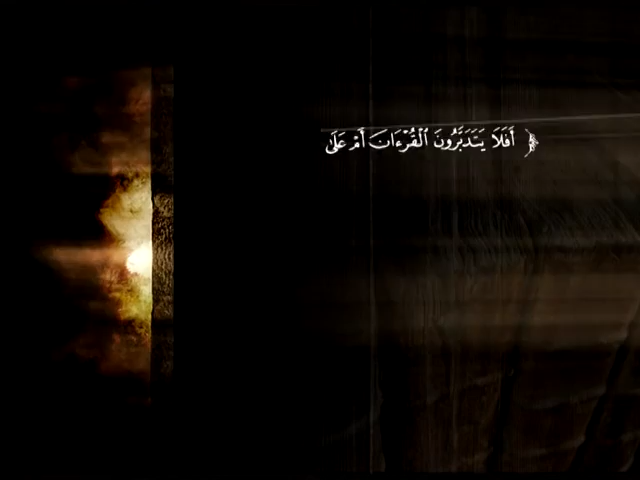 ﴿ أَفَلَا يَتَدَبَّرُونَ ٱلْقُرْءَانَ أَمْ عَلَىٰ